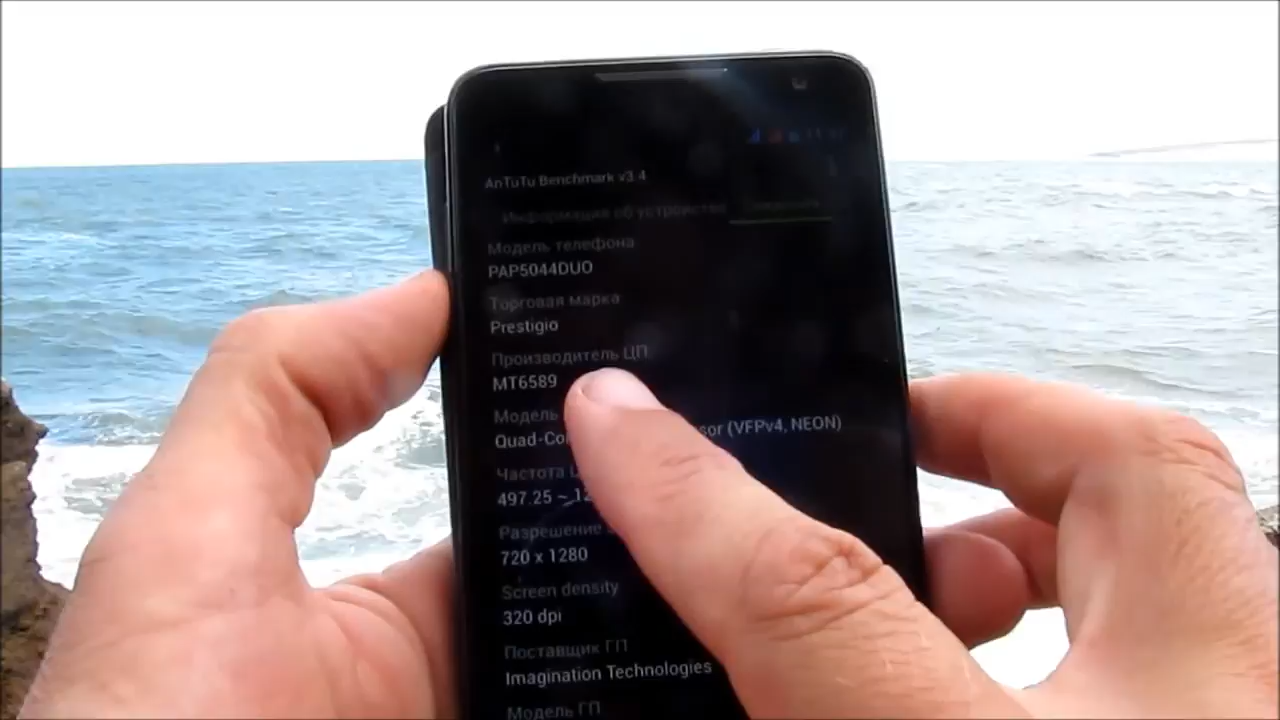 AnTuTu Benchmark v3.4
Информация об устройстве
Модель телефона
PAP5044DUO
Торговая марка
Prestigio
Производитель ЦП
MT6589
Модель
Quad-Co sor (VFPv4, NEON)
Частота
497.25 ~ 12
Разрешение
720 x 1280
Screen density
320 dpi
Поставщик ГП
Imagination Technologies
Модель ГП